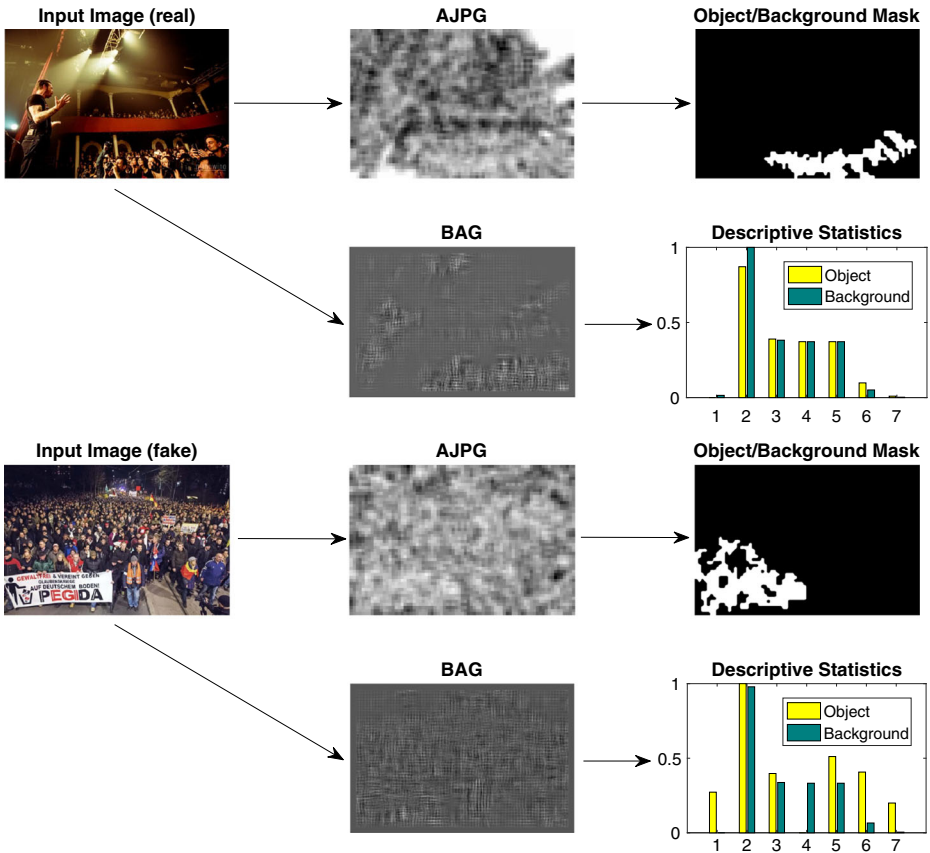 Input Image (real)
AJPG
Object/Background Mask
BAG
Descriptive Statistics
1
0.5
0
Object
Background
1 2 3 4 5 6 7
Input Image (fake)
AJPG
Object/Background Mask
GEWALTFREI & VEREINT GEGEN
GLAUBENSKRIEGE
AUF DEUTSCHEM BODEN!
PEGIDA
BAG
Descriptive Statistics
1
0.5
0
Object
Background
1 2 3 4 5 6 7